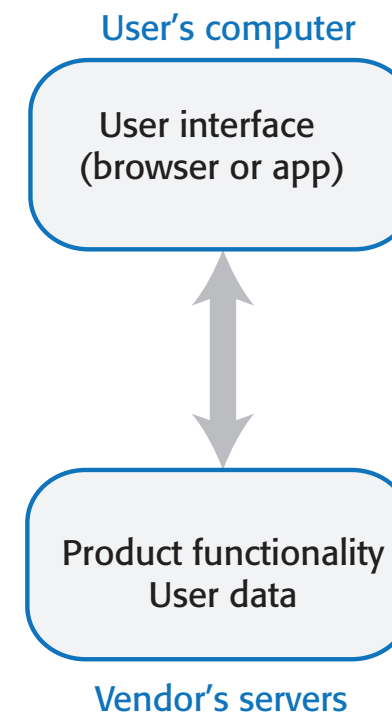 User’s computer
User interface
(browser or app)
Product functionality
User data
Vendor’s servers